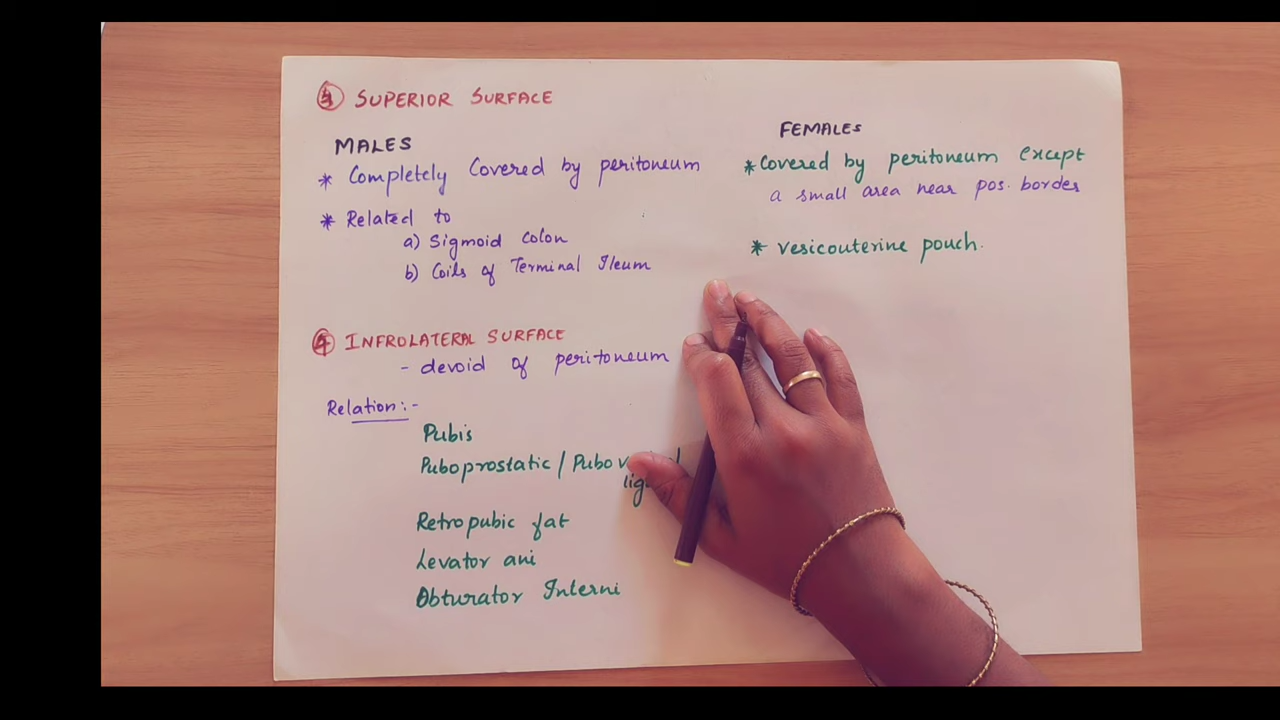 3 SUPERIOR SURFACE
MALES
* Completely Covered by peritoneum
* Related to
a) Sigmoid colon
b) Coils of Terminal Ileum
FEMALES
* Covered by peritoneum except
a small area near pos. border
* vesicouterine pouch.
4 INFROLATERAL SURFACE
- devoid of peritoneum
Relation:-
Pubis
Puboprostatic / Pubo
Retropubic fat
Levator ani
Obturator Interni